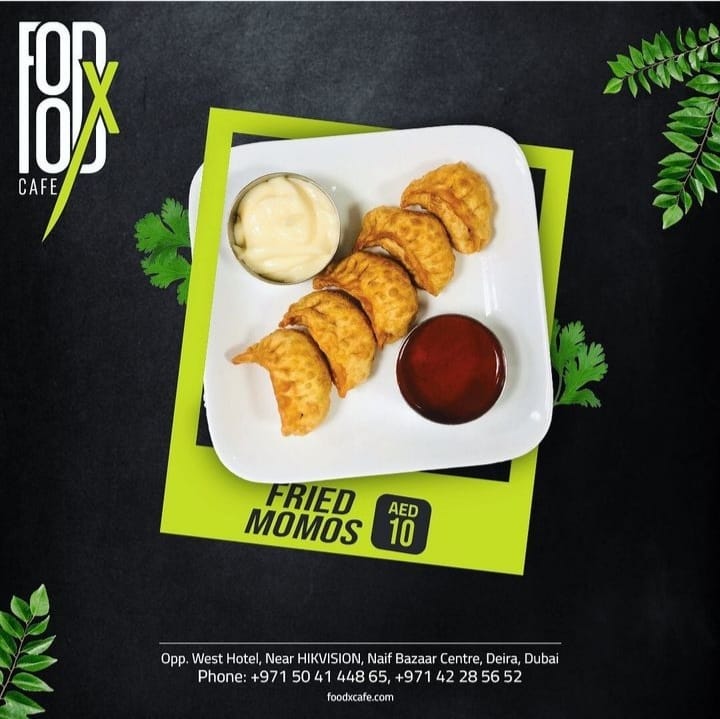 FOOD X
CAFE
FRIED
MOMOS
AED
10
Opp. West Hotel, Near HIKVISION, Naif Bazaar Centre, Deira, Dubai
Phone: +971 50 41 448 65, +971 42 28 56 52
foodxcafe.com